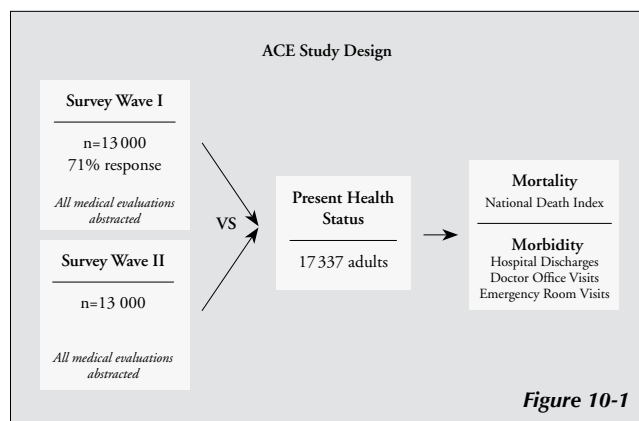 ACE Study Design
Survey Wave I
n=13 000
71% response
All medical evaluations
abstracted
Survey Wave II
n=13 000
All medical evaluations
abstracted
VS
Present Health
Status
17 337 adults
Mortality
National Death Index
Morbidity
Hospital Discharges
Doctor Office Visits
Emergency Room Visits
Figure 10-1